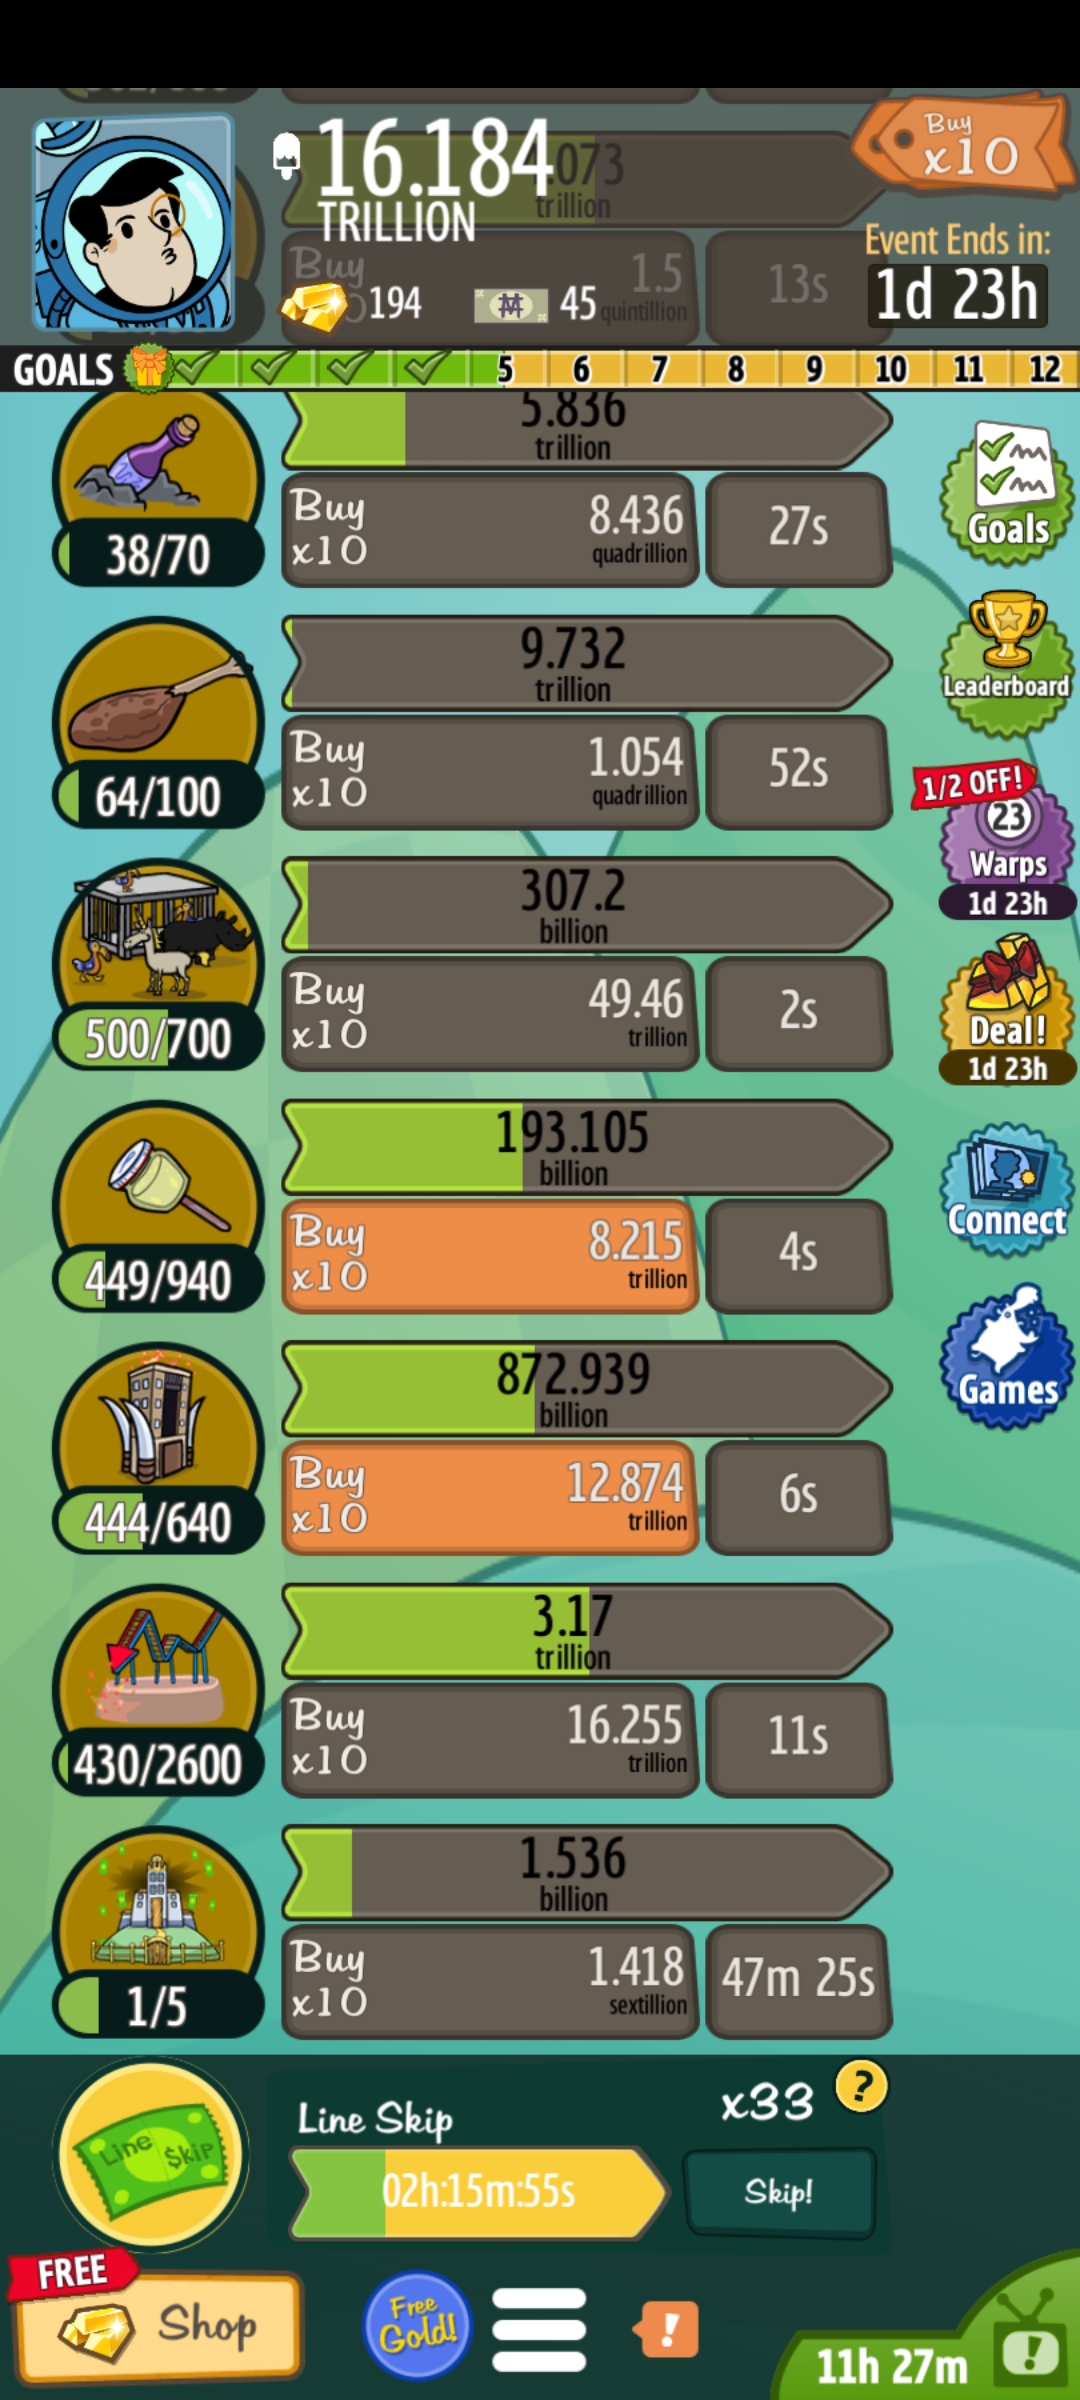 16.184
TRILLION
.073
trillion
Buy
x10
Event Ends in:
1d 23h
Buy
1.5
quintillion
13s
194
45
GOALS
5 6 7 8 9 10 11 12
5.836
trillion
38/70
Buy
x10
8.436
quadrillion
27s
Goals
9.732
trillion
64/100
Buy
x10
1.054
quadrillion
52s
Leaderboard
1/2 OFF!
23
Warps
1d 23h
307.2
billion
500/700
Buy
x10
49.46
trillion
2s
Deal!
1d 23h
193.105
billion
449/940
Buy
x10
8.215
trillion
4s
Connect
872.939
billion
444/640
Buy
x10
12.874
trillion
6s
Games
3.17
trillion
430/2600
Buy
x10
16.255
trillion
11s
1.536
billion
1/5
Buy
x10
1.418
sextillion
47m 25s
Line $kip
Line Skip
x33
?
02h:15m:55s
Skip!
FREE
Shop
Free
Gold!
!
11h 27m
!